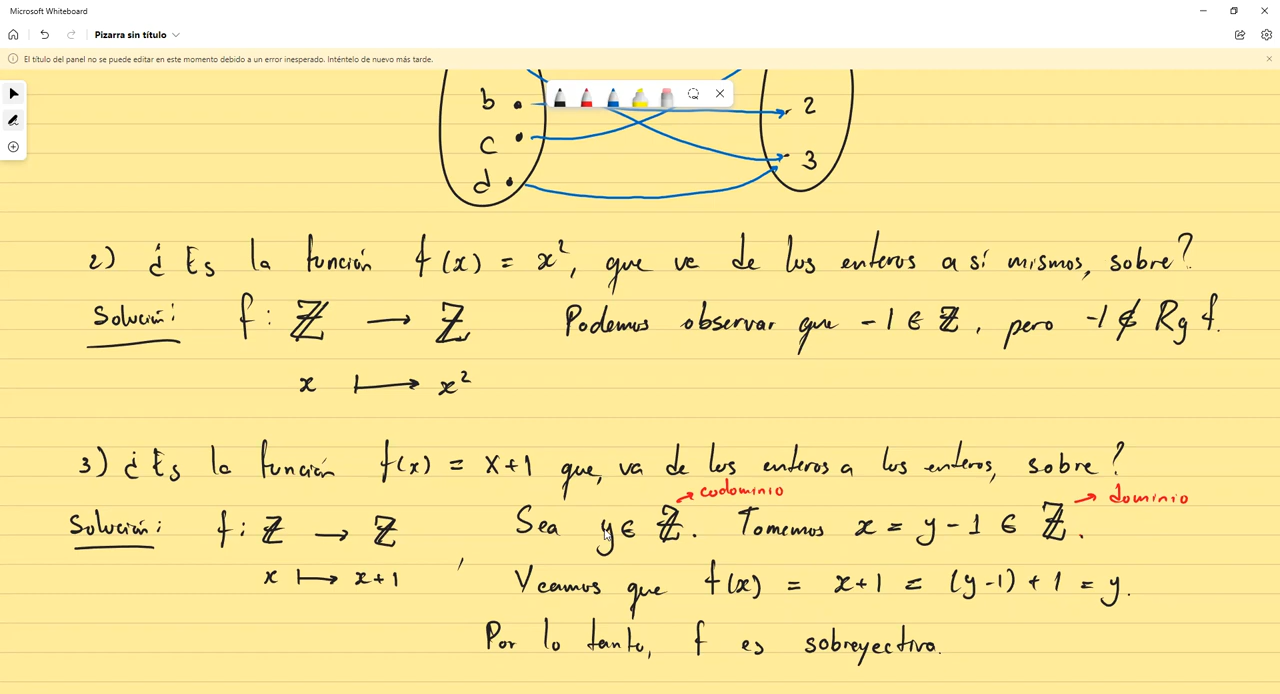 Microsoft Whiteboard
Pizarra sin título
El título del panel no se puede editar en este momento debido a un error inesperado. Inténtelo de nuevo más tarde.
b
2
c
3
d
2) ¿Es la función f(x) = x², que va de los enteros a sí mismos, sobre?
Solución: f: ℤ → ℤ Podemos observar que -1 ∈ ℤ, pero -1 ∉ Rg f.
x ↦ x²
3) ¿Es la función f(x) = x+1 que, va de los enteros a los enteros, sobre?
→ codominio → dominio
Solución: f: ℤ → ℤ Sea y ∈ ℤ. Tomemos x = y - 1 ∈ ℤ.
x ↦ x+1 Veamos que f(x) = x+1 = (y-1) + 1 = y.
Por lo tanto, f es sobreyectiva.